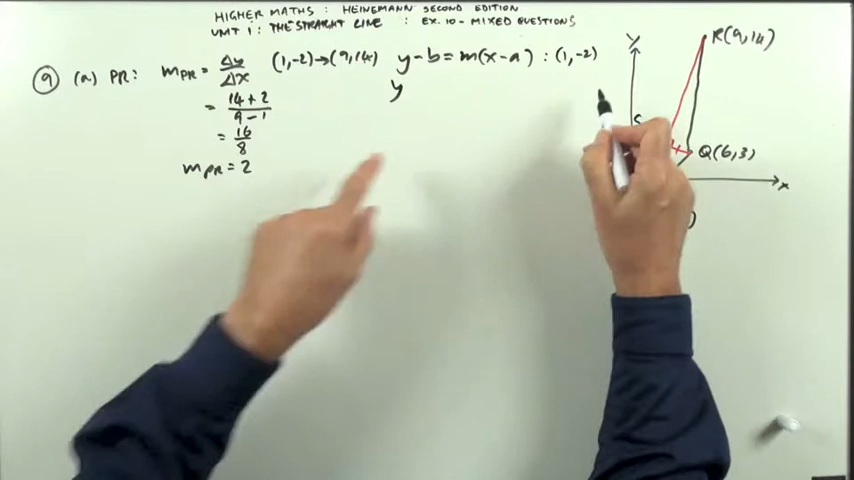 HIGHER MATHS : HEINEMANN SECOND EDITION
UNIT 1 : THE STRAIGHT LINE : EX. 10 - MIXED QUESTIONS
9 (a) PR: mPR = Δy/Δx (1,-2)→(9,14) y-b = m(x-a) : (1,-2)
= 14+2/9-1
= 16/8
mPR = 2
y
y
R(9,14)
S
Q(6,3)
x